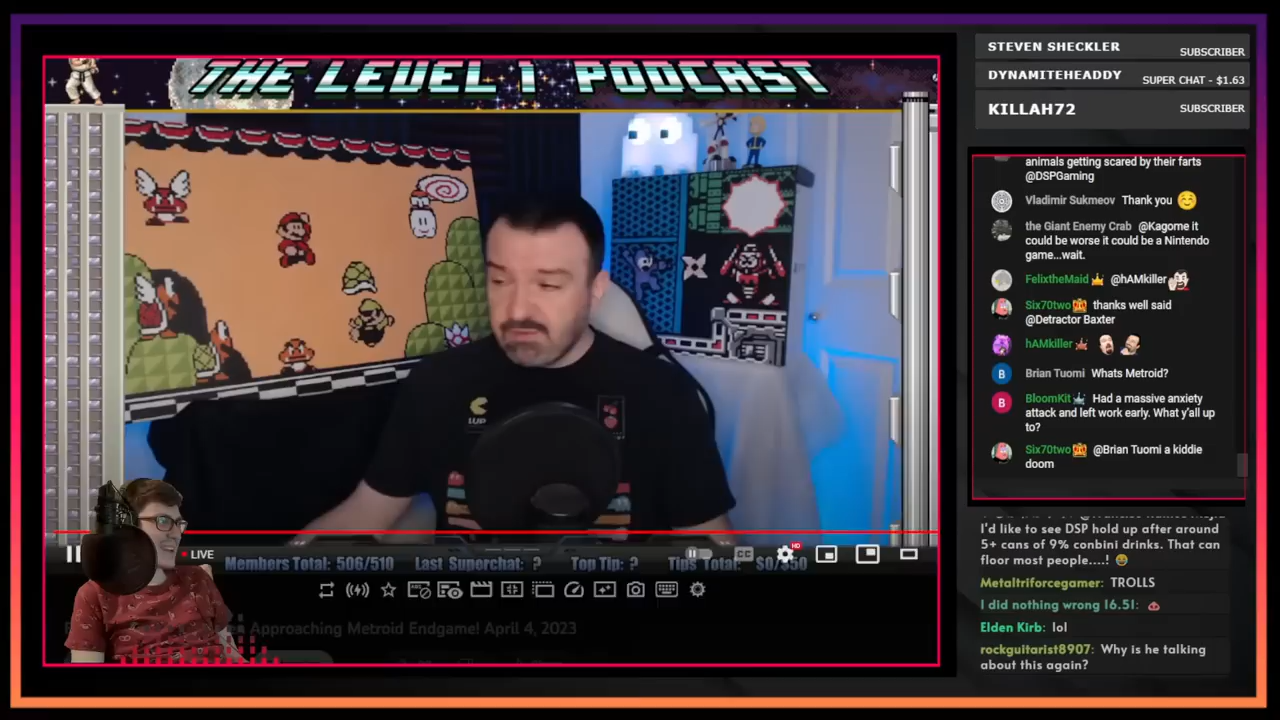 THE LEVEL 1 PODCAST
1UP
LIVE
CC
HD
Members Total: 506/510 Last Superchat: ? Top Tip: ? Tips Total: $0/$50
Approaching Metroid Endgame! April 4, 2023
STEVEN SHECKLER SUBSCRIBER
DYNAMITEHEADDY SUPER CHAT - $1.63
KILLAH72 SUBSCRIBER
animals getting scared by their farts
@DSPGaming
Vladimir Sukmeov Thank you
the Giant Enemy Crab @Kagome it
could be worse it could be a Nintendo
game...wait.
FelixtheMaid @hAMkiller
Six70two thanks well said
@Detractor Baxter
hAMkiller
B Brian Tuomi Whats Metroid?
B BloomKit Had a massive anxiety
attack and left work early. What y'all up
to?
Six70two @Brian Tuomi a kiddie
doom
I'd like to see DSP hold up after around
5+ cans of 9% conbini drinks. That can
floor most people....!
Metaltriforcegamer: TROLLS
I did nothing wrong 16.51:
Elden Kirb: lol
rockguitarist8907: Why is he talking
about this again?